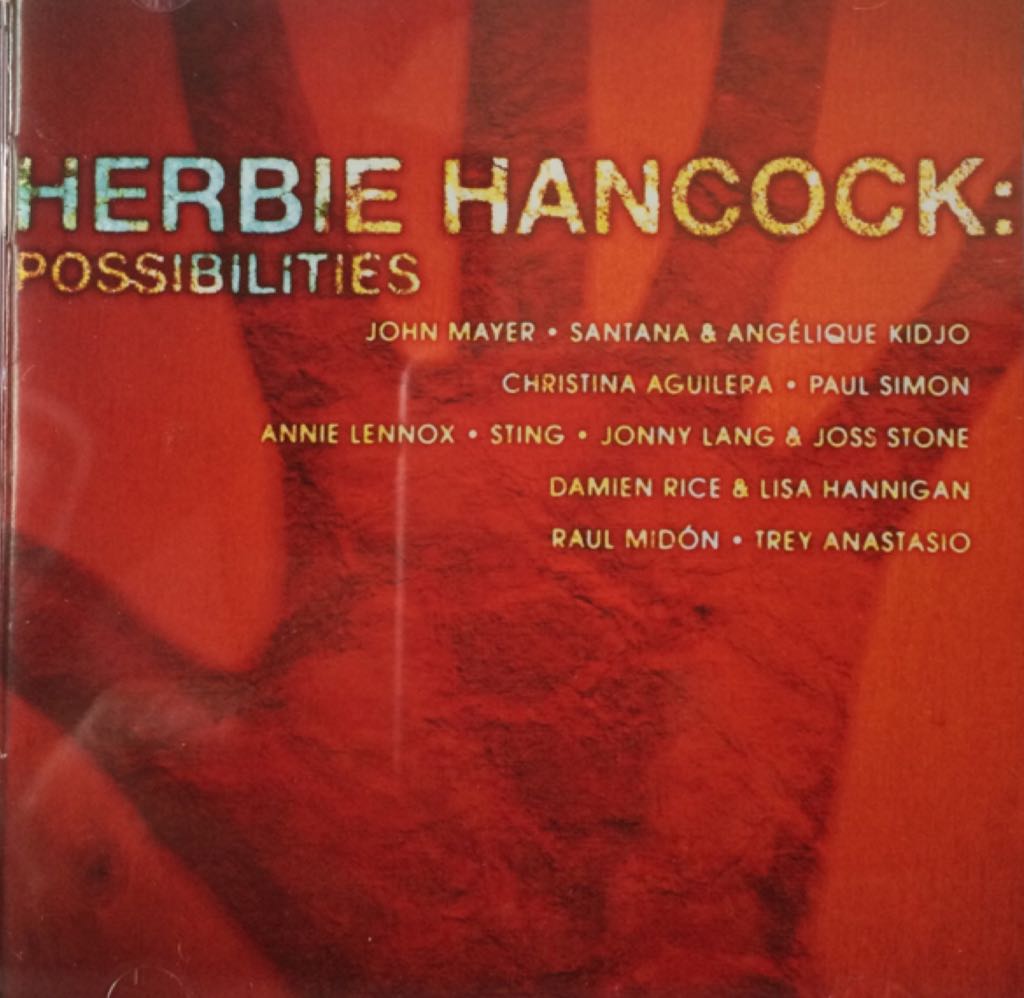 HERBIE HANCOCK:
POSSIBILITIES
JOHN MAYER • SANTANA & ANGÉLIQUE KIDJO
CHRISTINA AGUILERA • PAUL SIMON
ANNIE LENNOX • STING • JONNY LANG & JOSS STONE
DAMIEN RICE & LISA HANNIGAN
RAUL MIDÓN • TREY ANASTASIO